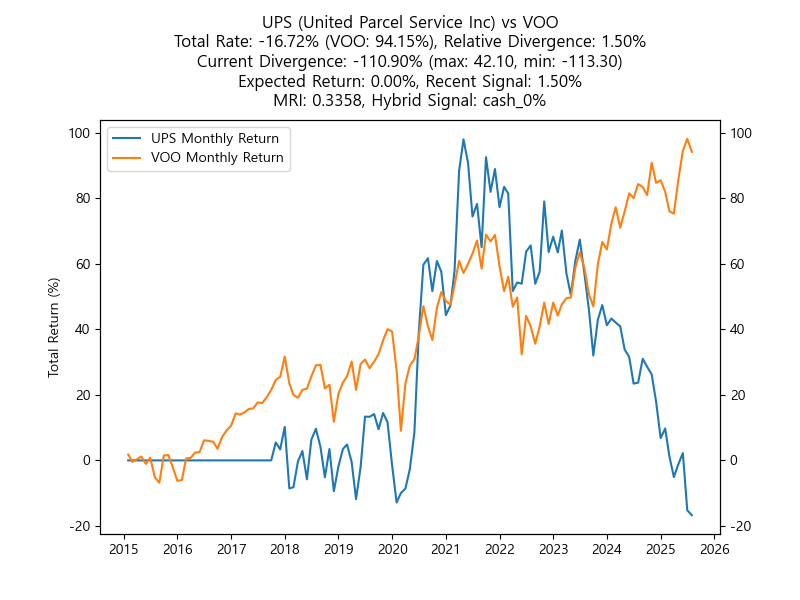 UPS (United Parcel Service Inc) vs VOO
Total Rate: -16.72% (VOO: 94.15%), Relative Divergence: 1.50%
Current Divergence: -110.90% (max: 42.10, min: -113.30)
Expected Return: 0.00%, Recent Signal: 1.50%
MRI: 0.3358, Hybrid Signal: cash_0%
UPS Monthly Return
VOO Monthly Return
Total Return (%)
100
80
60
40
20
0
-20
100
80
60
40
20
0
-20
2015 2016 2017 2018 2019 2020 2021 2022 2023 2024 2025 2026